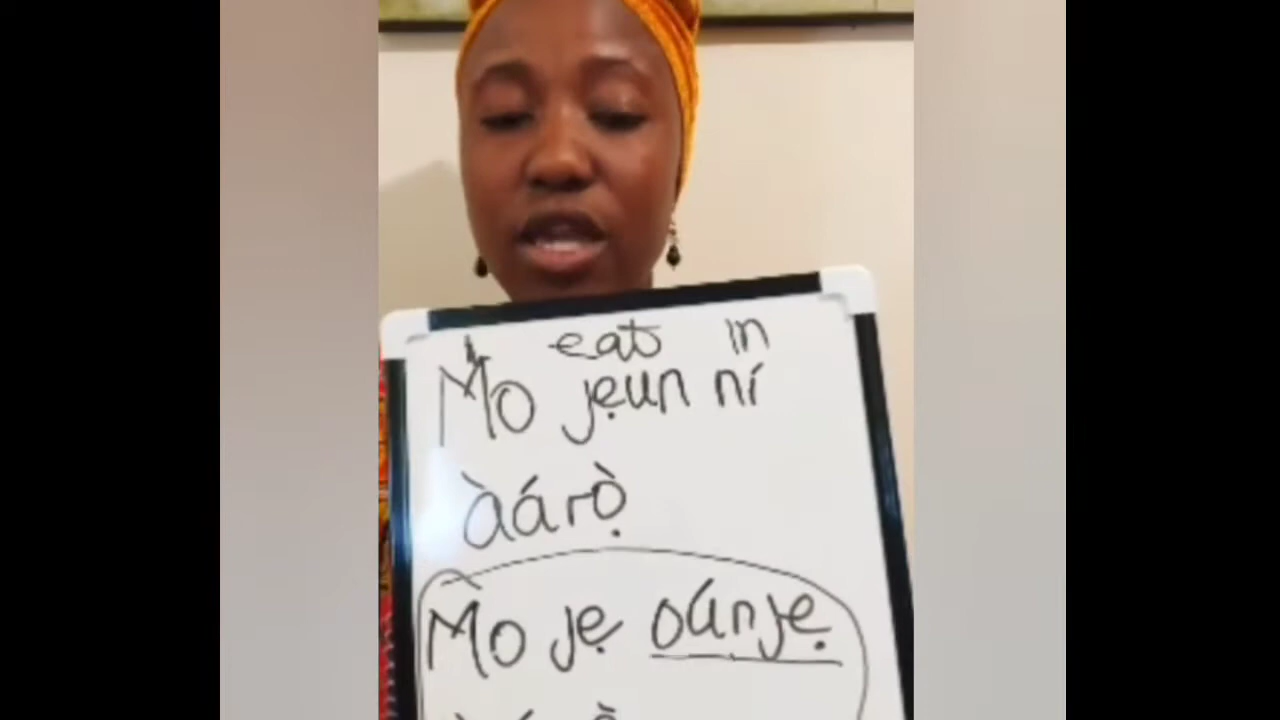 I eat in
Mo jẹun ní
àárọ̀
Mo jẹ oúnjẹ